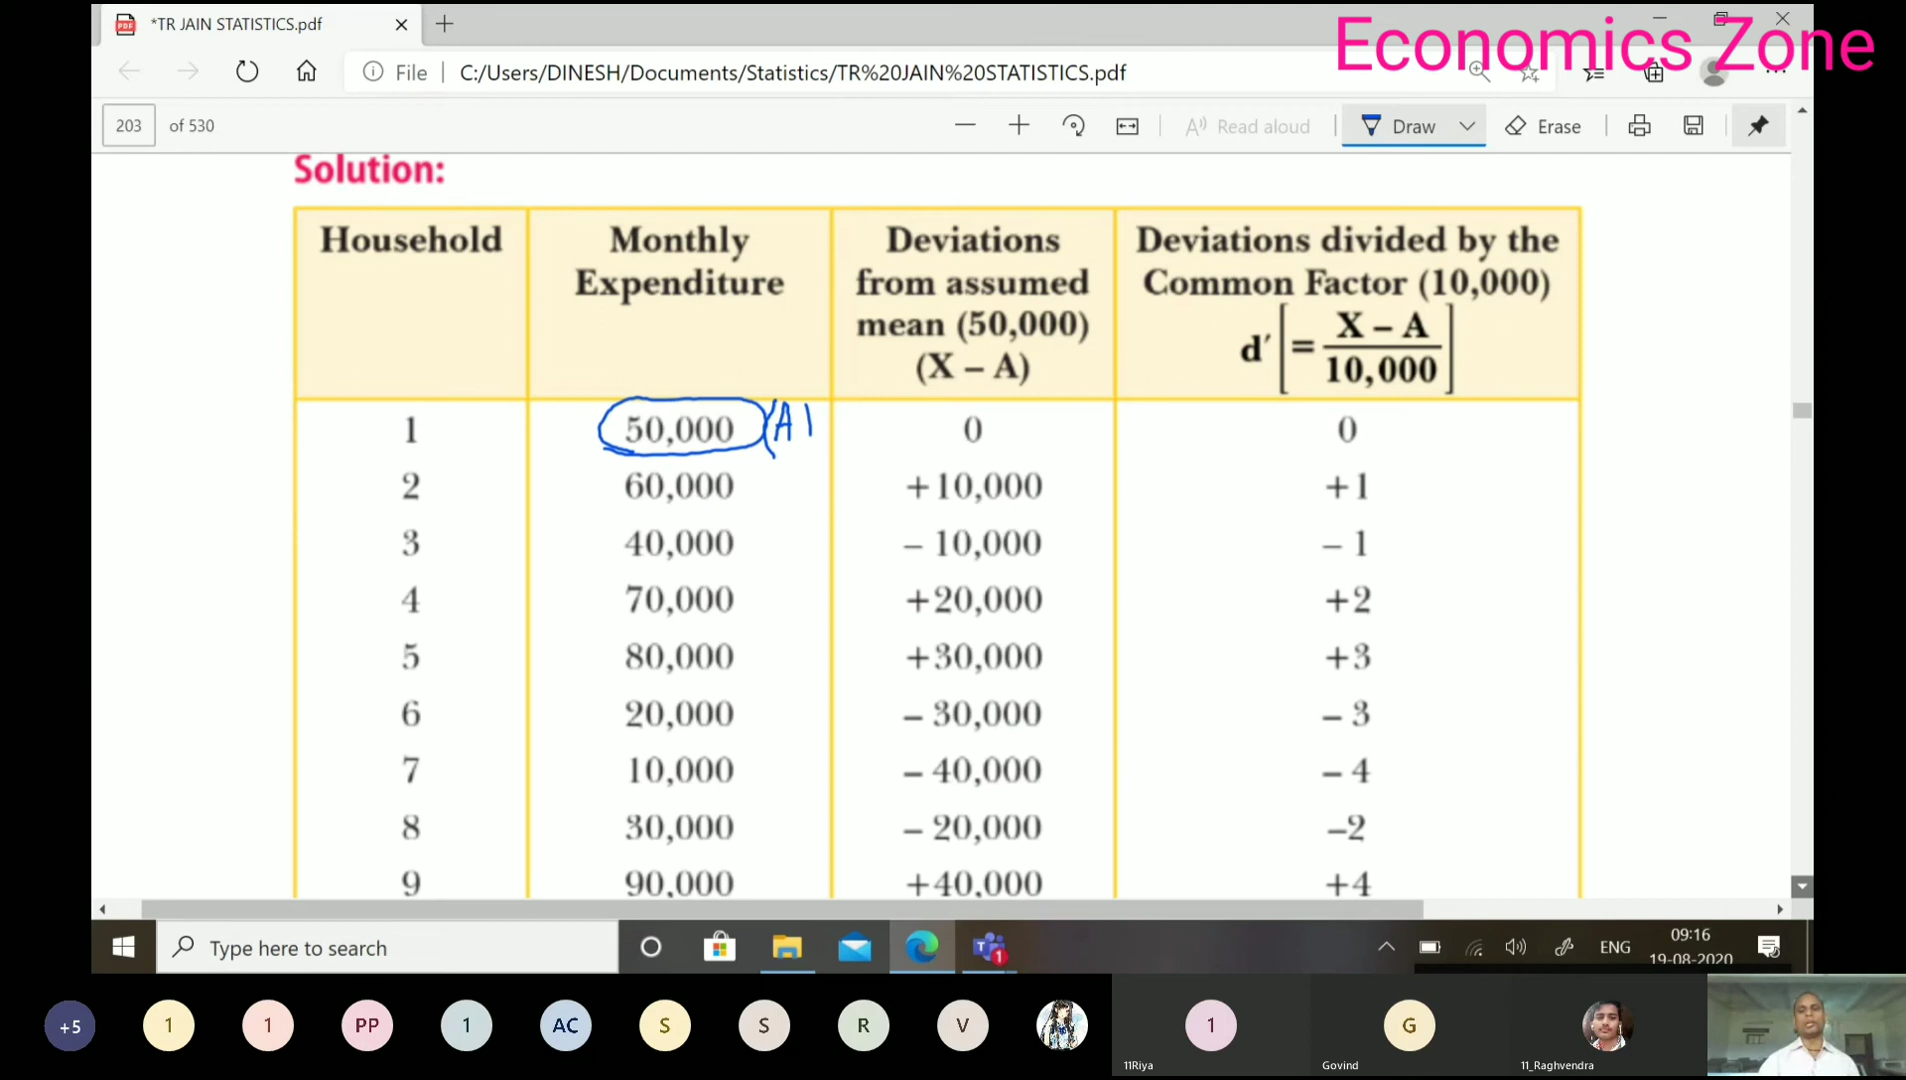 *TR JAIN STATISTICS.pdf
Economics Zone
File
C:/Users/DINESH/Documents/Statistics/TR%20JAIN%20STATISTICS.pdf
203 of 530
Read aloud
Draw
Erase
Solution:
Household
Monthly
Expenditure
Deviations
from assumed
mean (50,000)
(X – A)
Deviations divided by the
Common Factor (10,000)
d′ [ = X – A
10,000 ]
1 50,000 (A) 0 0
2 60,000 +10,000 +1
3 40,000 – 10,000 – 1
4 70,000 +20,000 +2
5 80,000 +30,000 +3
6 20,000 – 30,000 – 3
7 10,000 – 40,000 – 4
8 30,000 – 20,000 –2
9 90,000 +40,000 +4
Type here to search
1
ENG
09:16
19-08-2020
+5
1
1
PP
1
AC
S
S
R
V
1
11Riya
G
Govind
11_Raghvendra